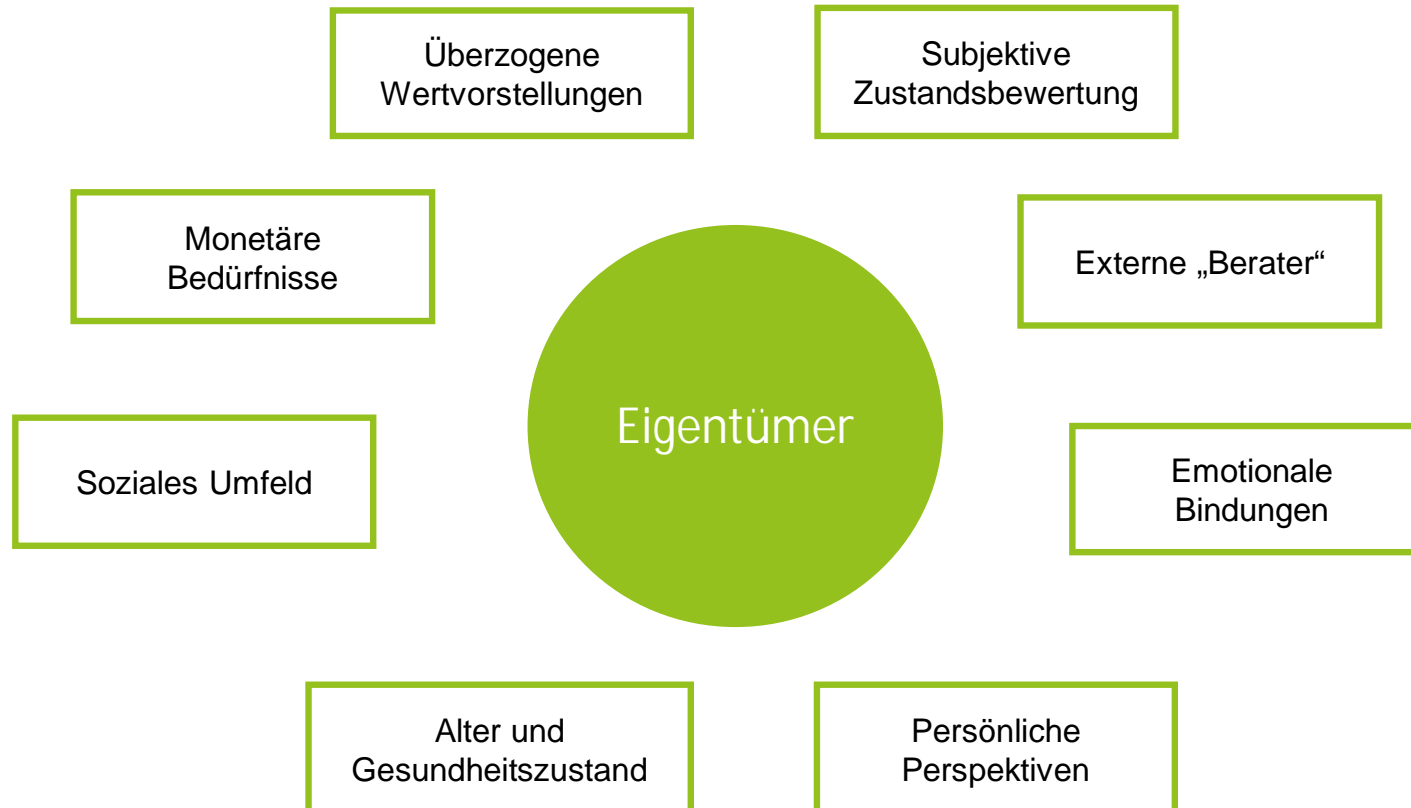 Überzogene
Wertvorstellungen
Subjektive
Zustandsbewertung
Monetäre
Bedürfnisse
Externe „Berater“
Eigentümer
Soziales Umfeld
Emotionale
Bindungen
Alter und
Gesundheitszustand
Persönliche
Perspektiven